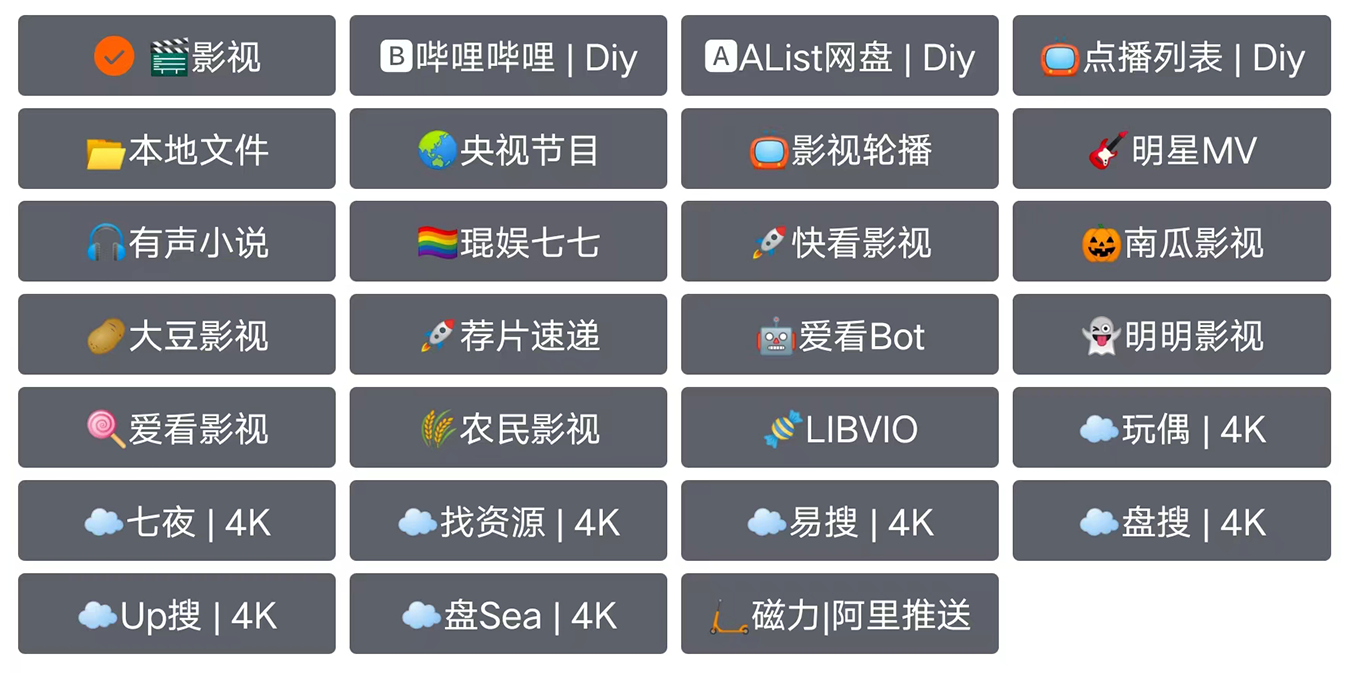 🎬影视
🅱哔哩哔哩 | Diy
🅰AList网盘 | Diy
📺点播列表 | Diy
📂本地文件
🌏央视节目
📺影视轮播
🎸明星MV
🎧有声小说
🏳️‍🌈琨娱七七
🚀快看影视
🎃南瓜影视
🥔大豆影视
🚀荐片速递
🤖爱看Bot
👻明明影视
🍭爱看影视
🌾农民影视
🍬LIBVIO
☁️玩偶 | 4K
☁️七夜 | 4K
☁️找资源 | 4K
☁️易搜 | 4K
☁️盘搜 | 4K
☁️Up搜 | 4K
☁️盘Sea | 4K
🛴磁力|阿里推送